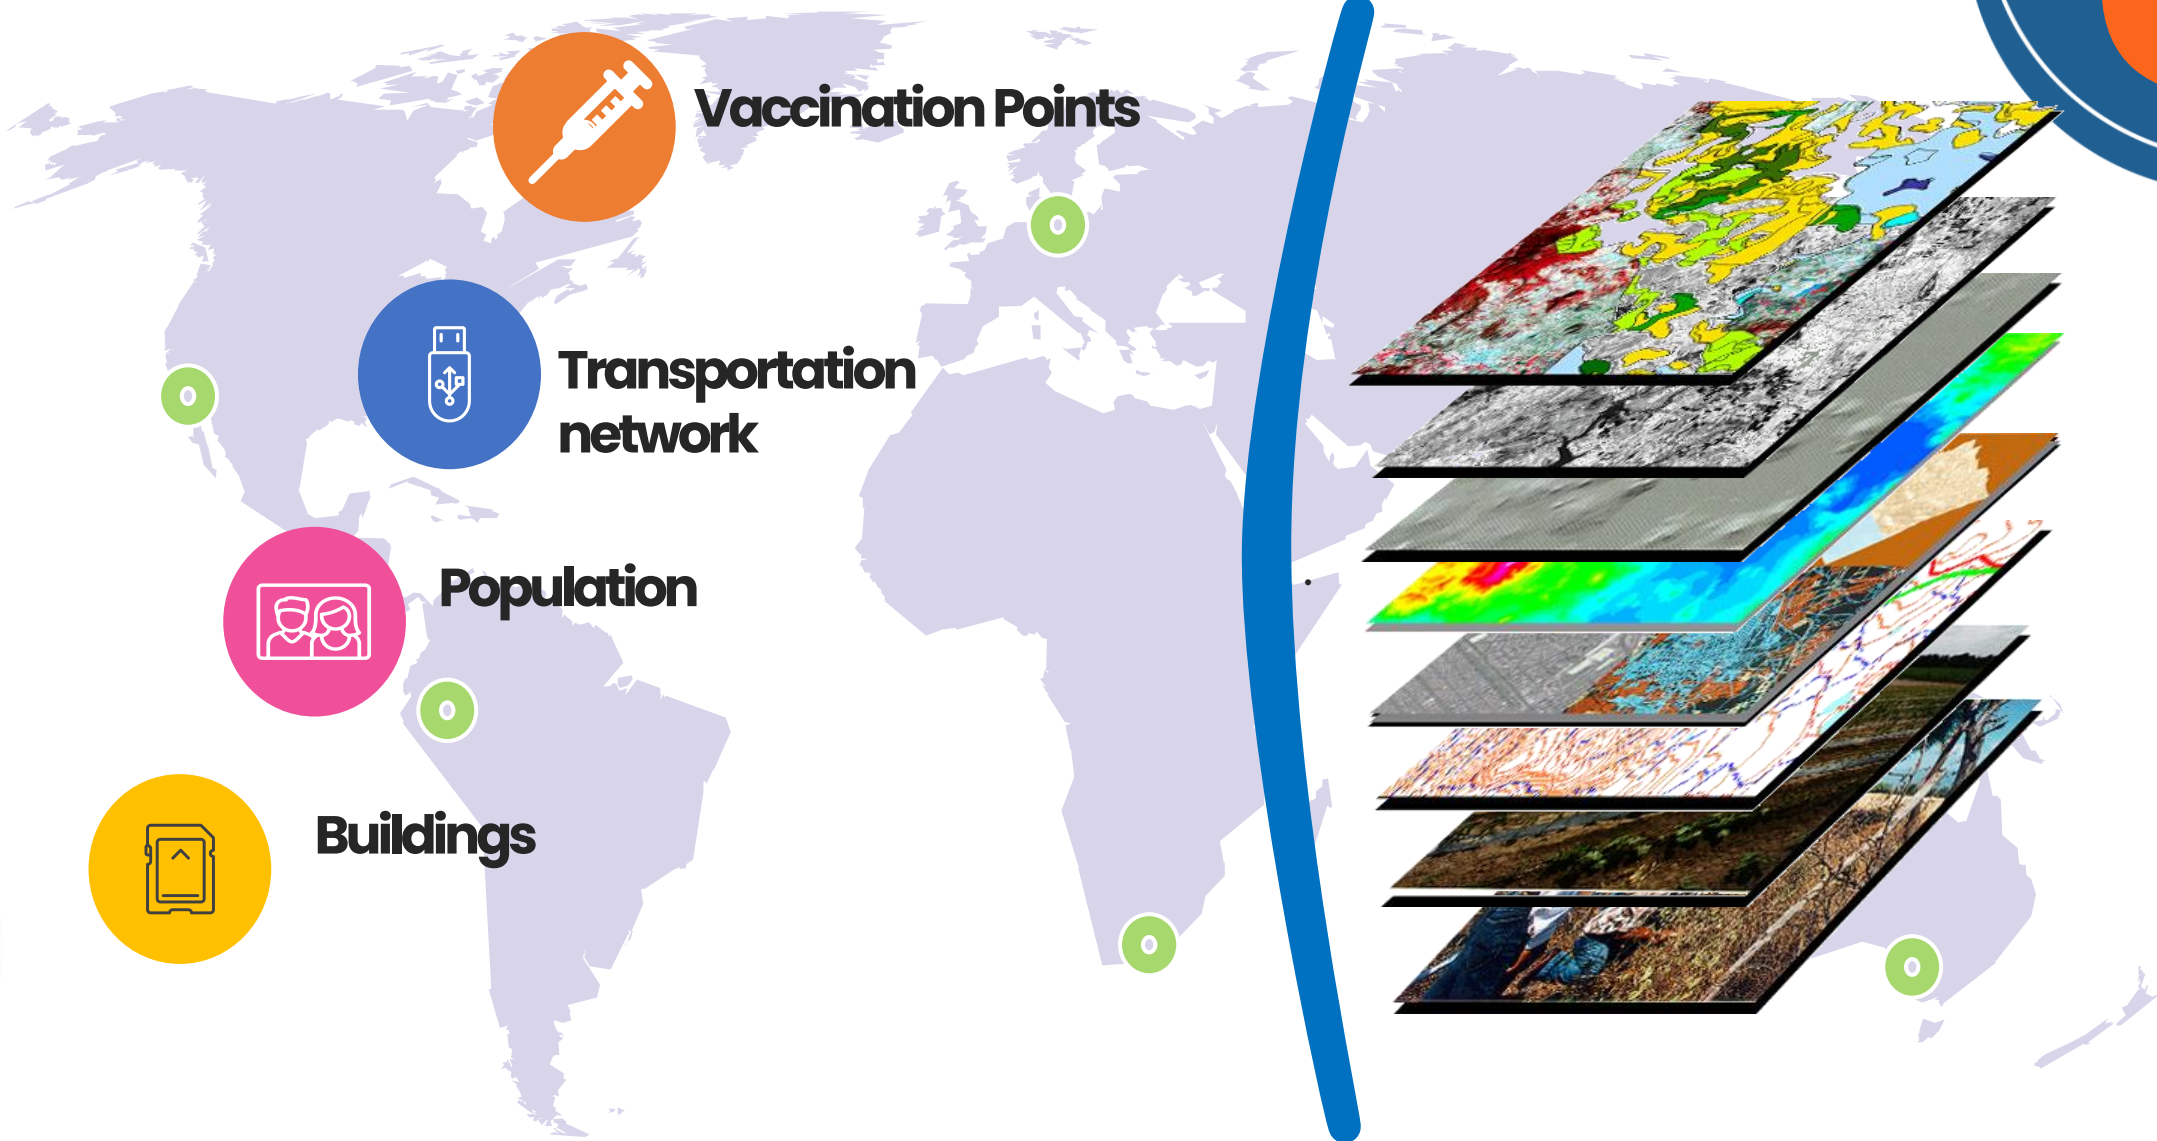 Vaccination Points
Transportation
network
Population
Buildings